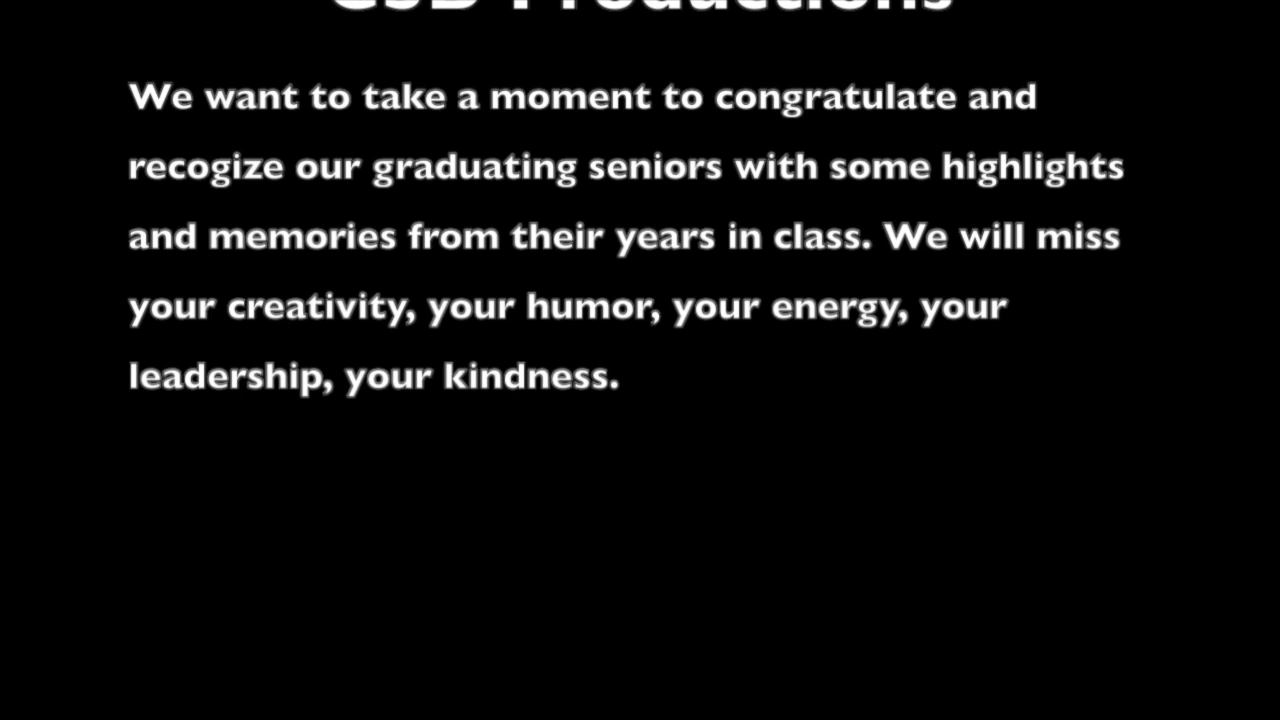 Productions
We want to take a moment to congratulate and
recogize our graduating seniors with some highlights
and memories from their years in class. We will miss
your creativity, your humor, your energy, your
leadership, your kindness.